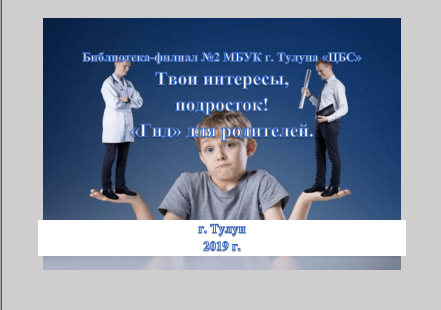 Библиотека-филиал №2 МБУК г. Тулуна «ЦБС»
Твои интересы,
подросток!
«Гид» для родителей.
г. Тулун
2019 г.